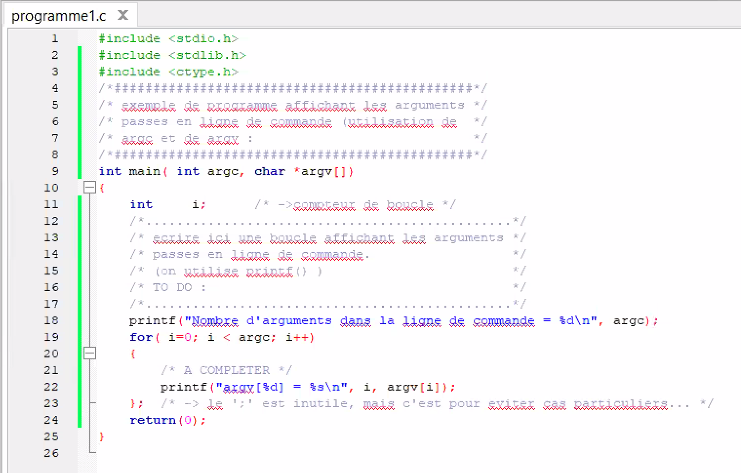 programme1.c X
1 #include <stdio.h>
2 #include <stdlib.h>
3 #include <ctype.h>
4 /*##############################################*/
5 /* exemple de programme affichant les arguments */
6 /* passes en ligne de commande (utilisation de */
7 /* argc et de argv : */
8 /*##############################################*/
9 int main( int argc, char *argv[])
10 {
11 int i; /* ->compteur de boucle */
12 /*...............................................*/
13 /* ecrire ici une boucle affichant les arguments */
14 /* passes en ligne de commande. */
15 /* (on utilise printf() ) */
16 /* TO DO : */
17 /*...............................................*/
18 printf("Nombre d'arguments dans la ligne de commande = %d\n", argc);
19 for( i=0; i < argc; i++)
20 {
21 /* A COMPLETER */
22 printf("argv[%d] = %s\n", i, argv[i]);
23 }; /* -> le ';' est inutile, mais c'est pour eviter cas particuliers... */
24 return(0);
25 }
26